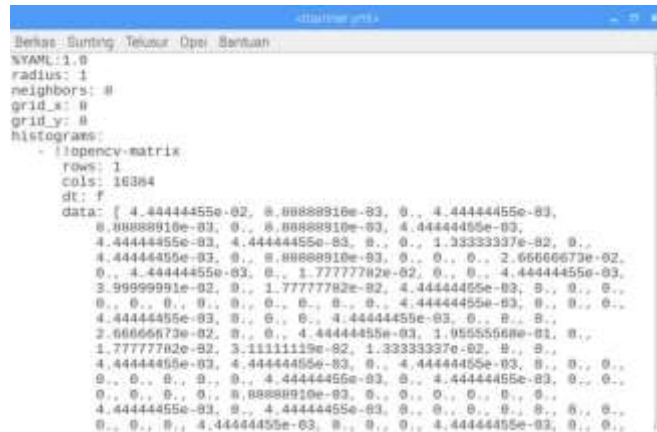 Berkas Sunting Telusur Opsi Bantuan
%YAML:1.0
radius: 1
neighbors: 8
grid_x: 8
grid_y: 8
histograms:
- !!opencv-matrix
rows: 1
cols: 16384
dt: f
data: [ 4.44444455e-02, 8.88888910e-03, 0., 4.44444455e-03,
8.88888910e-03, 0., 8.88888910e-03, 4.44444455e-03,
4.44444455e-03, 4.44444455e-03, 0., 0., 1.33333337e-02, 0.,
4.44444455e-03, 0., 8.88888910e-03, 0., 0., 0., 2.66666673e-02,
0., 4.44444455e-03, 0., 1.77777782e-02, 0., 0., 4.44444455e-03,
3.99999991e-02, 0., 1.77777782e-02, 4.44444455e-03, 0., 0., 0.,
0., 0., 0., 0., 0., 0., 0., 0., 4.44444455e-03, 0., 0., 0.,
4.44444455e-03, 0., 0., 0., 4.44444455e-03, 0., 0., 0.,
2.66666673e-02, 0., 0., 4.44444455e-03, 1.95555568e-01, 0.,
1.77777782e-02, 3.11111119e-02, 1.33333337e-02, 0., 0.,
4.44444455e-03, 4.44444455e-03, 0., 4.44444455e-03, 0., 0., 0.,
0., 0., 0., 0., 0., 4.44444455e-03, 0., 4.44444455e-03, 0., 0.,
0., 0., 0., 0., 8.88888910e-03, 0., 0., 0., 0., 0., 0.,
4.44444455e-03, 0., 4.44444455e-03, 0., 0., 0., 0., 0., 0.,
0., 0., 0., 4.44444455e-03, 0., 0., 0., 4.44444455e-03, 0., 0.,